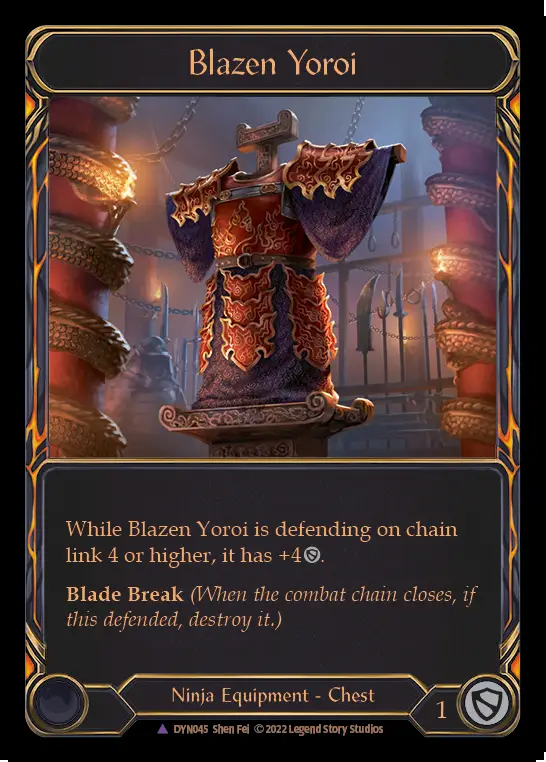 Blazen Yoroi
While Blazen Yoroi is defending on chain
link 4 or higher, it has +4.
Blade Break (When the combat chain closes, if
this defended, destroy it.)
Ninja Equipment - Chest
1
DYN045 Shen Fei © 2022 Legend Story Studios